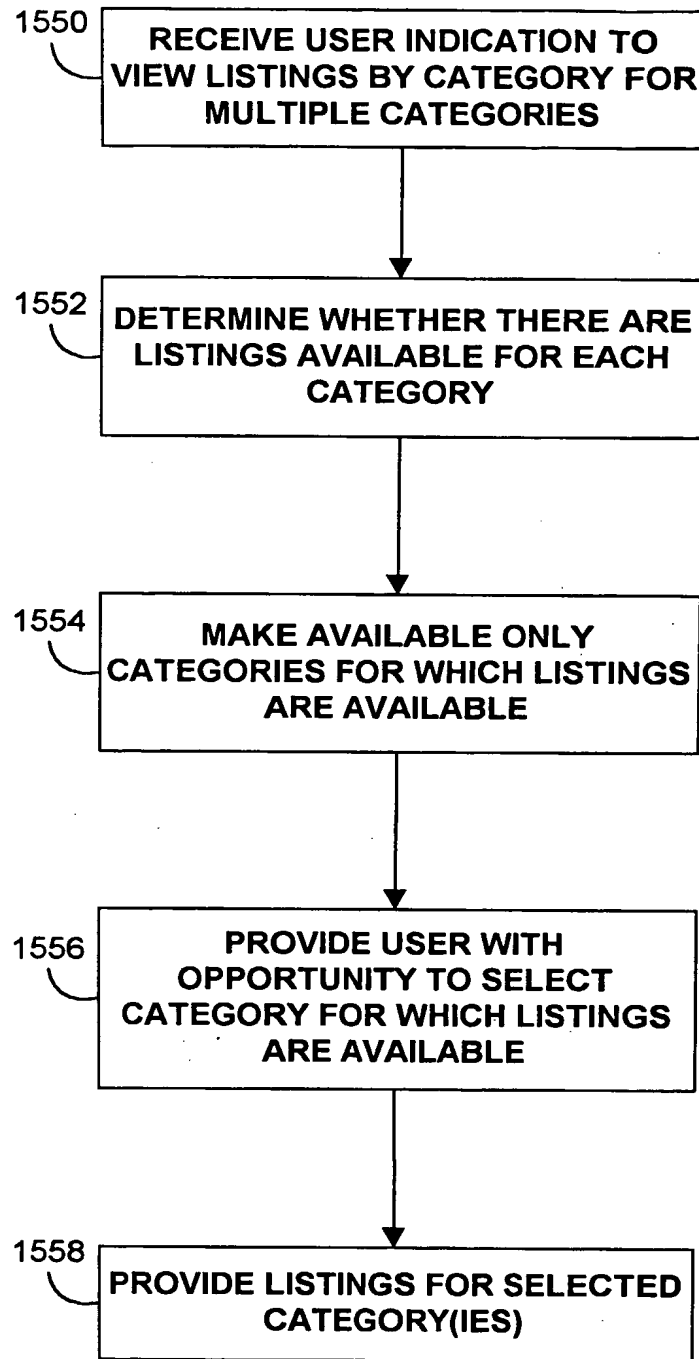 1550
RECEIVE USER INDICATION TO
VIEW LISTINGS BY CATEGORY FOR
MULTIPLE CATEGORIES
1552
DETERMINE WHETHER THERE ARE
LISTINGS AVAILABLE FOR EACH
CATEGORY
1554
MAKE AVAILABLE ONLY
CATEGORIES FOR WHICH LISTINGS
ARE AVAILABLE
1556
PROVIDE USER WITH
OPPORTUNITY TO SELECT
CATEGORY FOR WHICH LISTINGS
ARE AVAILABLE
1558
PROVIDE LISTINGS FOR SELECTED
CATEGORY(IES)